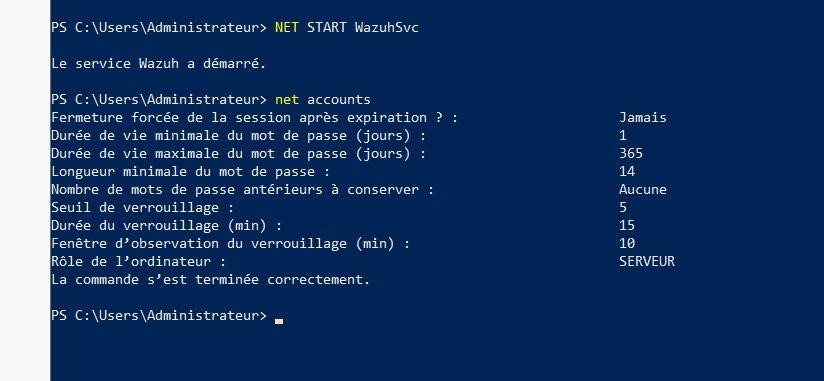 PS C:\Users\Administrateur> NET START WazuhSvc
Le service Wazuh a démarré.
PS C:\Users\Administrateur> net accounts
Fermeture forcée de la session après expiration ? : Jamais
Durée de vie minimale du mot de passe (jours) : 1
Durée de vie maximale du mot de passe (jours) : 365
Longueur minimale du mot de passe : 14
Nombre de mots de passe antérieurs à conserver : Aucune
Seuil de verrouillage : 5
Durée du verrouillage (min) : 15
Fenêtre d’observation du verrouillage (min) : 10
Rôle de l’ordinateur : SERVEUR
La commande s’est terminée correctement.
PS C:\Users\Administrateur>